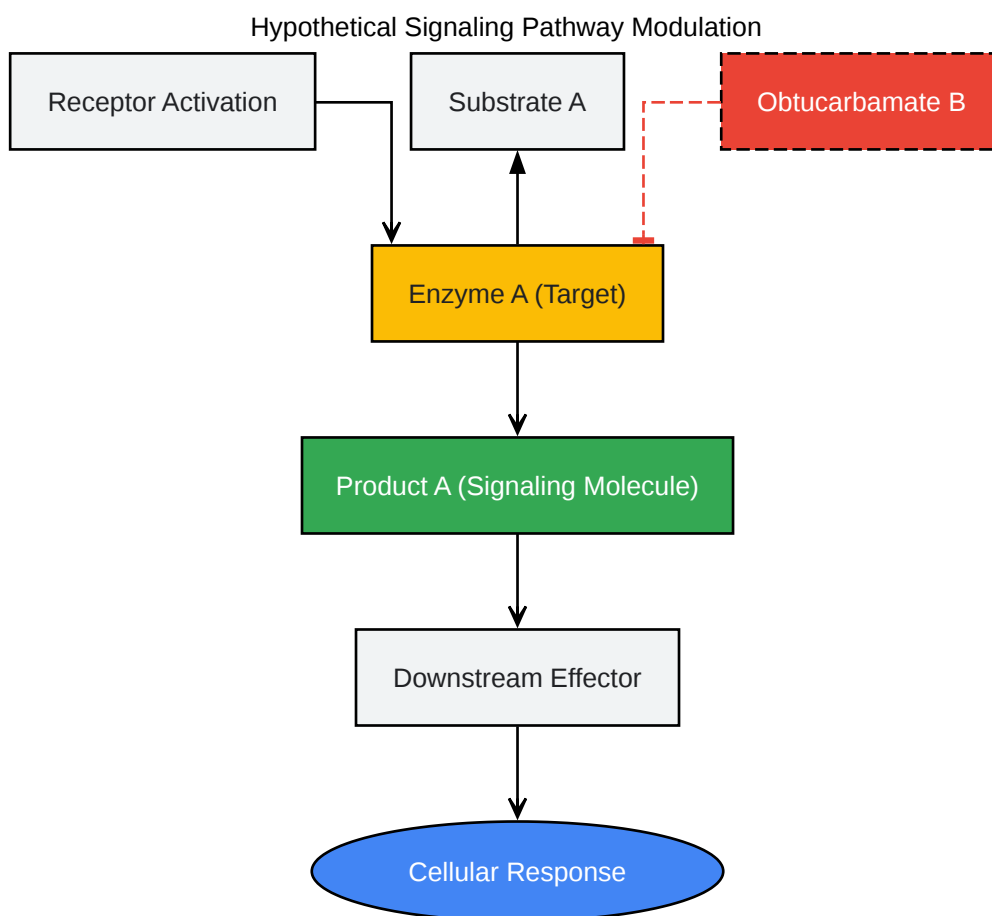 Hypothetical Signaling Pathway Modulation
Receptor Activation
Substrate A
Obtucarbamate B
Enzyme A (Target)
Product A (Signaling Molecule)
Downstream Effector
Cellular Response